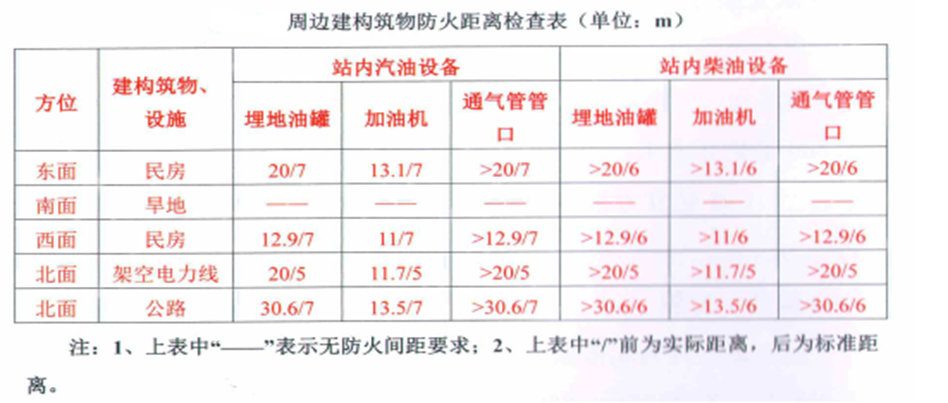 周边建构筑物防火距离检查表（单位：m）
方位 建构筑物、设施 站内汽油设备 站内柴油设备
埋地油罐 加油机 通气管管口 埋地油罐 加油机 通气管管口
东面 民房 20/7 13.1/7 >20/7 >20/6 >13.1/6 >20/6
南面 旱地 —— —— —— —— —— ——
西面 民房 12.9/7 11/7 >12.9/7 >12.9/6 >11/6 >12.9/6
北面 架空电力线 20/5 11.7/5 >20/5 >20/5 >11.7/5 >20/5
北面 公路 30.6/7 13.5/7 >30.6/7 >30.6/6 >13.5/6 >30.6/6
注：1、上表中“——”表示无防火间距要求；2、上表中“/”前为实际距离，后为标准距
离。